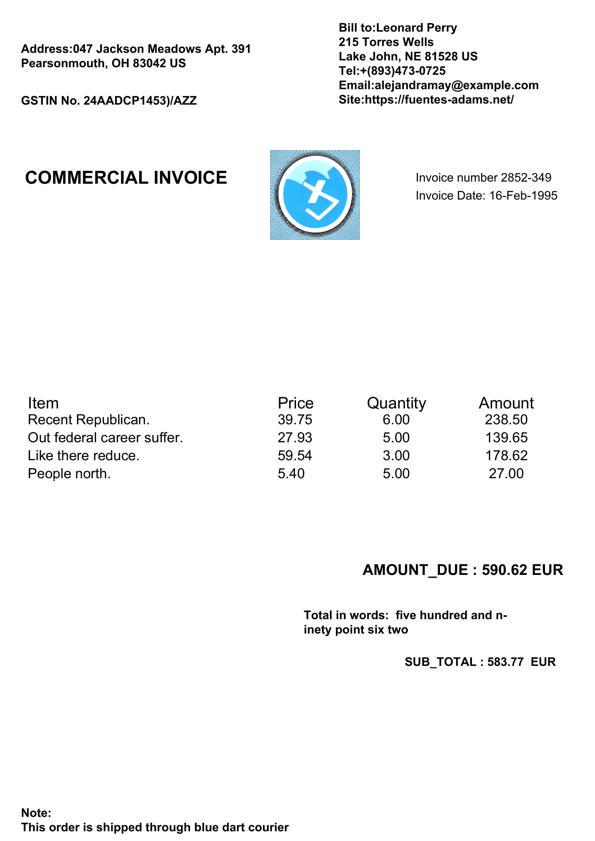 Address:047 Jackson Meadows Apt. 391
Pearsonmouth, OH 83042 US
GSTIN No. 24AADCP1453)/AZZ
Bill to:Leonard Perry
215 Torres Wells
Lake John, NE 81528 US
Tel:+(893)473-0725
Email:alejandramay@example.com
Site:https://fuentes-adams.net/
COMMERCIAL INVOICE
Invoice number 2852-349
Invoice Date: 16-Feb-1995
Item Price Quantity Amount
Recent Republican. 39.75 6.00 238.50
Out federal career suffer. 27.93 5.00 139.65
Like there reduce. 59.54 3.00 178.62
People north. 5.40 5.00 27.00
AMOUNT_DUE : 590.62 EUR
Total in words:  five hundred and n-
inety point six two
SUB_TOTAL : 583.77  EUR
Note:
This order is shipped through blue dart courier